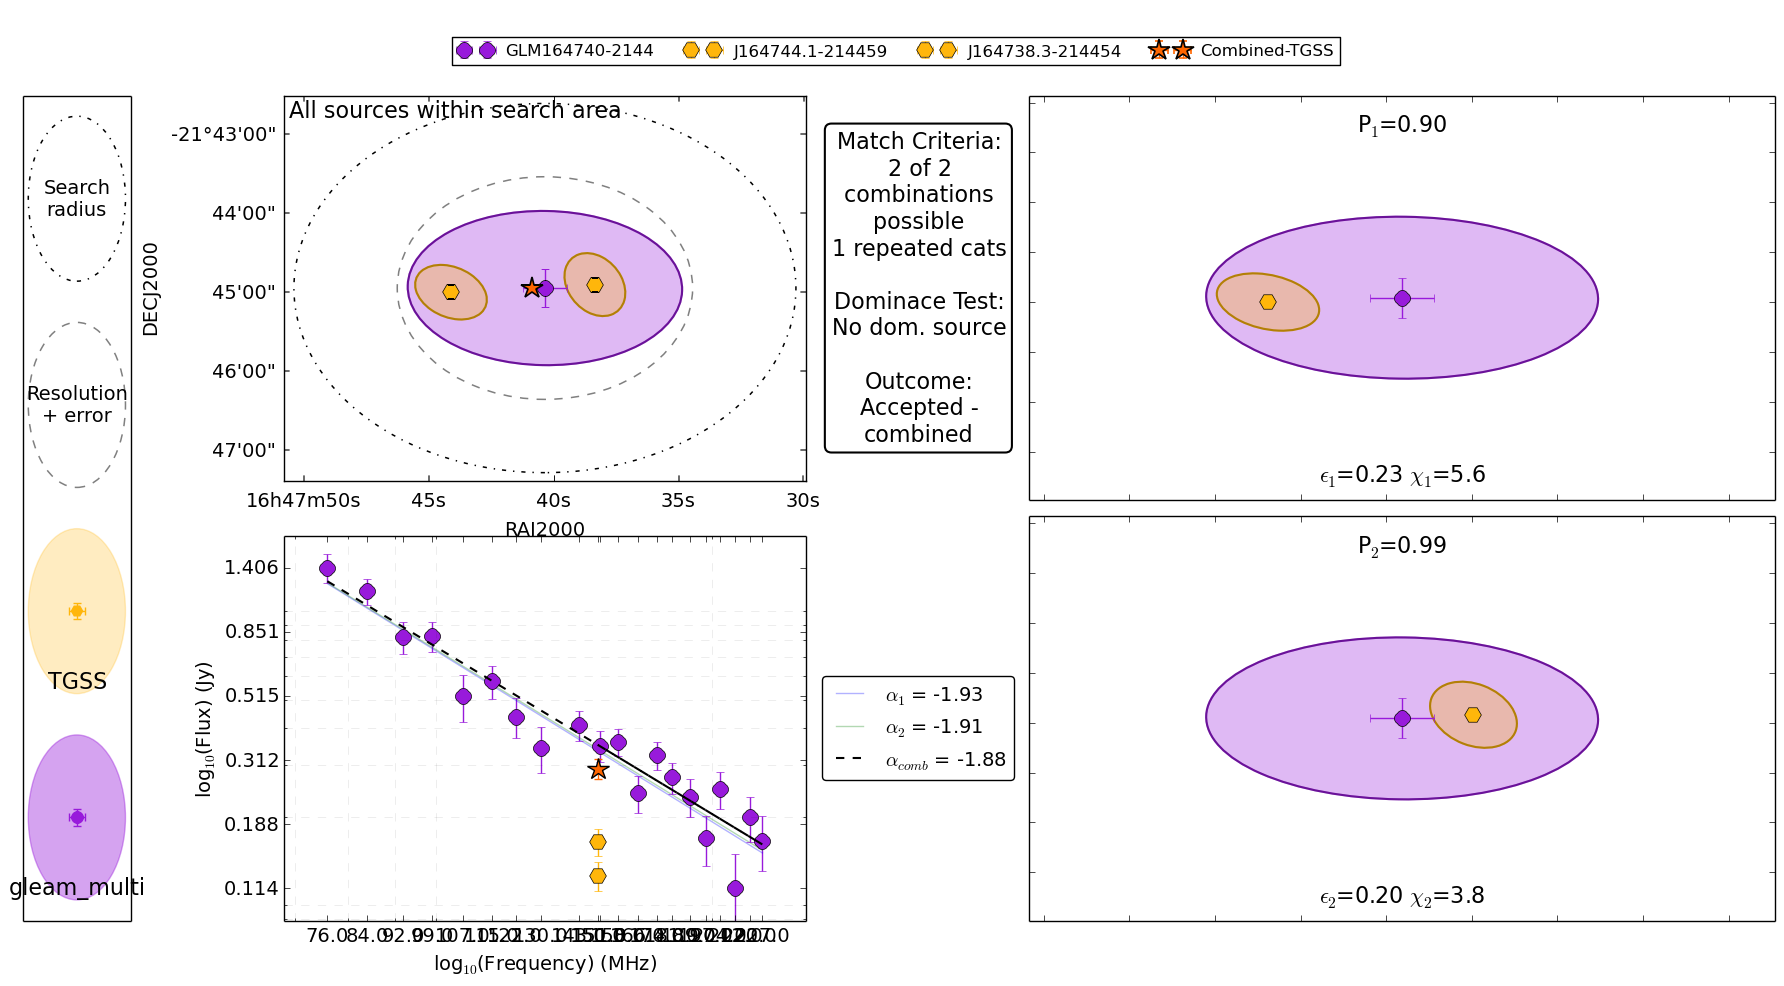 GLM164740-2144 J164744.1-214459 J164738.3-214454 Combined-TGSS
Search
radius
Resolution
+ error
TGSS
gleam_multi
All sources within search area
DECJ2000
-21°43'00"
44'00"
45'00"
46'00"
47'00"
16h47m50s 45s 40s 35s 30s
RAJ2000
Match Criteria:
2 of 2
combinations
possible
1 repeated cats
Dominace Test:
No dom. source
Outcome:
Accepted -
combined
P₁=0.90
ϵ₁=0.23 χ₁=5.6
P₂=0.99
ϵ₂=0.20 χ₂=3.8
log₁₀(Flux) (Jy)
1.406
0.851
0.515
0.312
0.188
0.114
76.0 84.0 92.0
log₁₀(Frequency) (MHz)
α₁ = -1.93
α₂ = -1.91
α_comb = -1.88